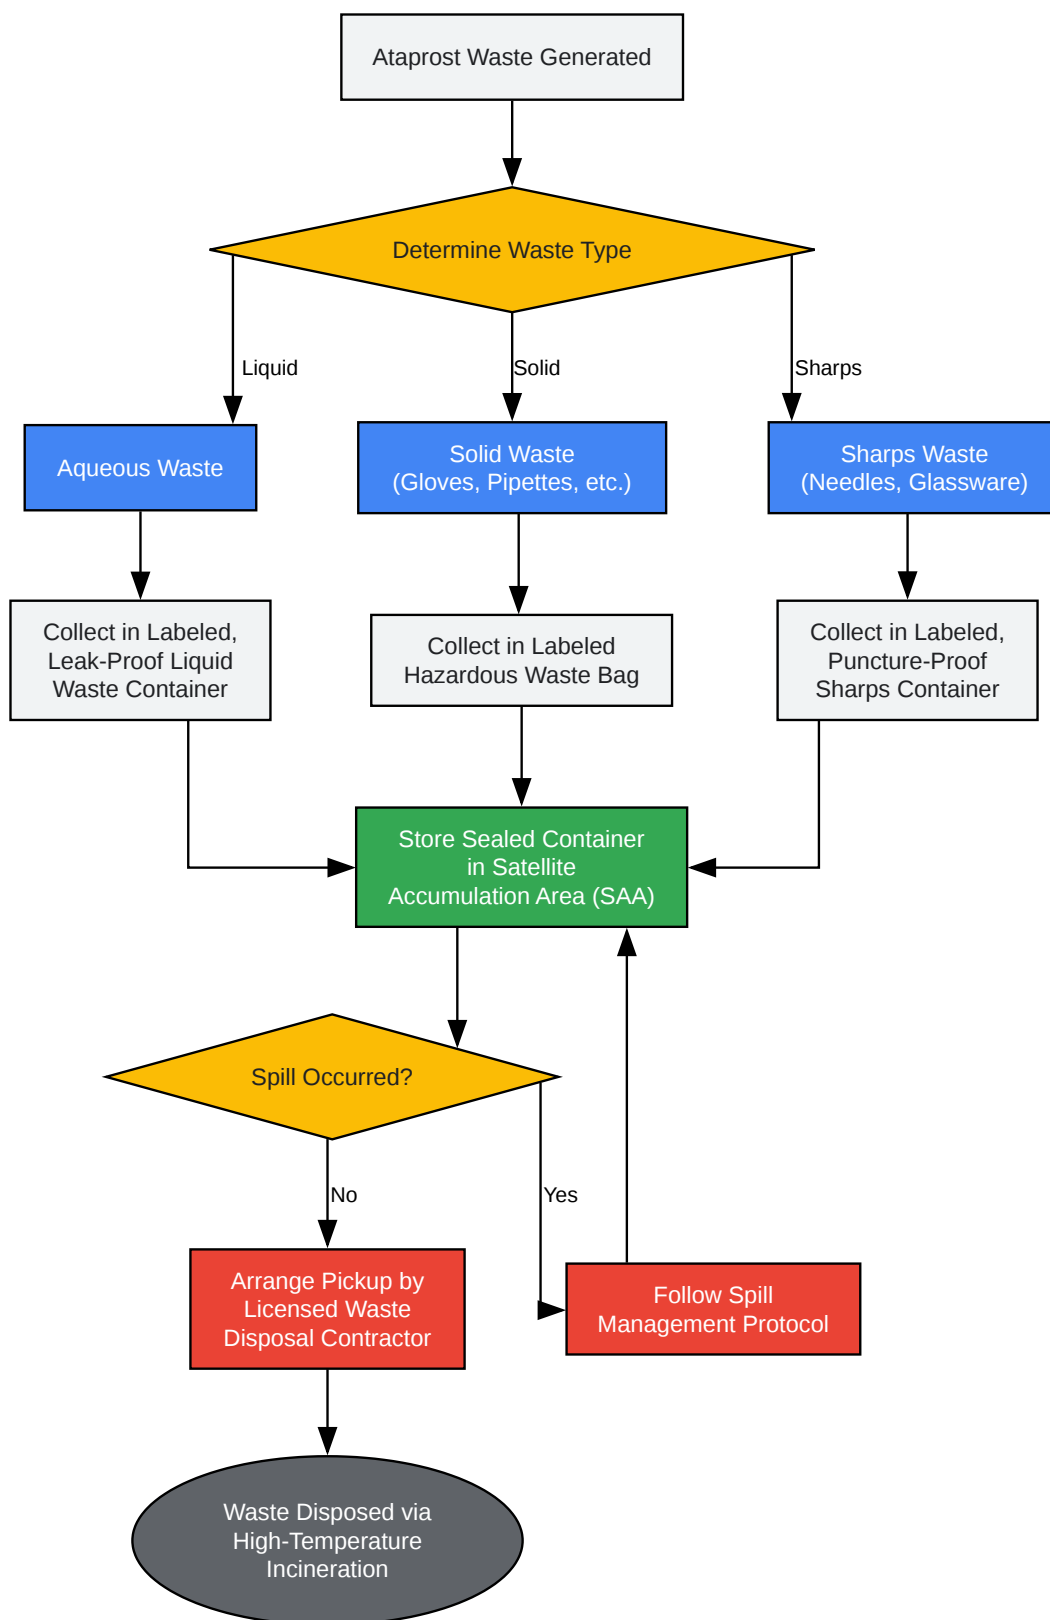 Ataprost Waste Generated
Determine Waste Type
Liquid
Solid
Sharps
Aqueous Waste
Solid Waste
(Gloves, Pipettes, etc.)
Sharps Waste
(Needles, Glassware)
Collect in Labeled,
Leak-Proof Liquid
Waste Container
Collect in Labeled
Hazardous Waste Bag
Collect in Labeled,
Puncture-Proof
Sharps Container
Store Sealed Container
in Satellite
Accumulation Area (SAA)
Spill Occurred?
No
Yes
Arrange Pickup by
Licensed Waste
Disposal Contractor
Follow Spill
Management Protocol
Waste Disposed via
High-Temperature
Incineration